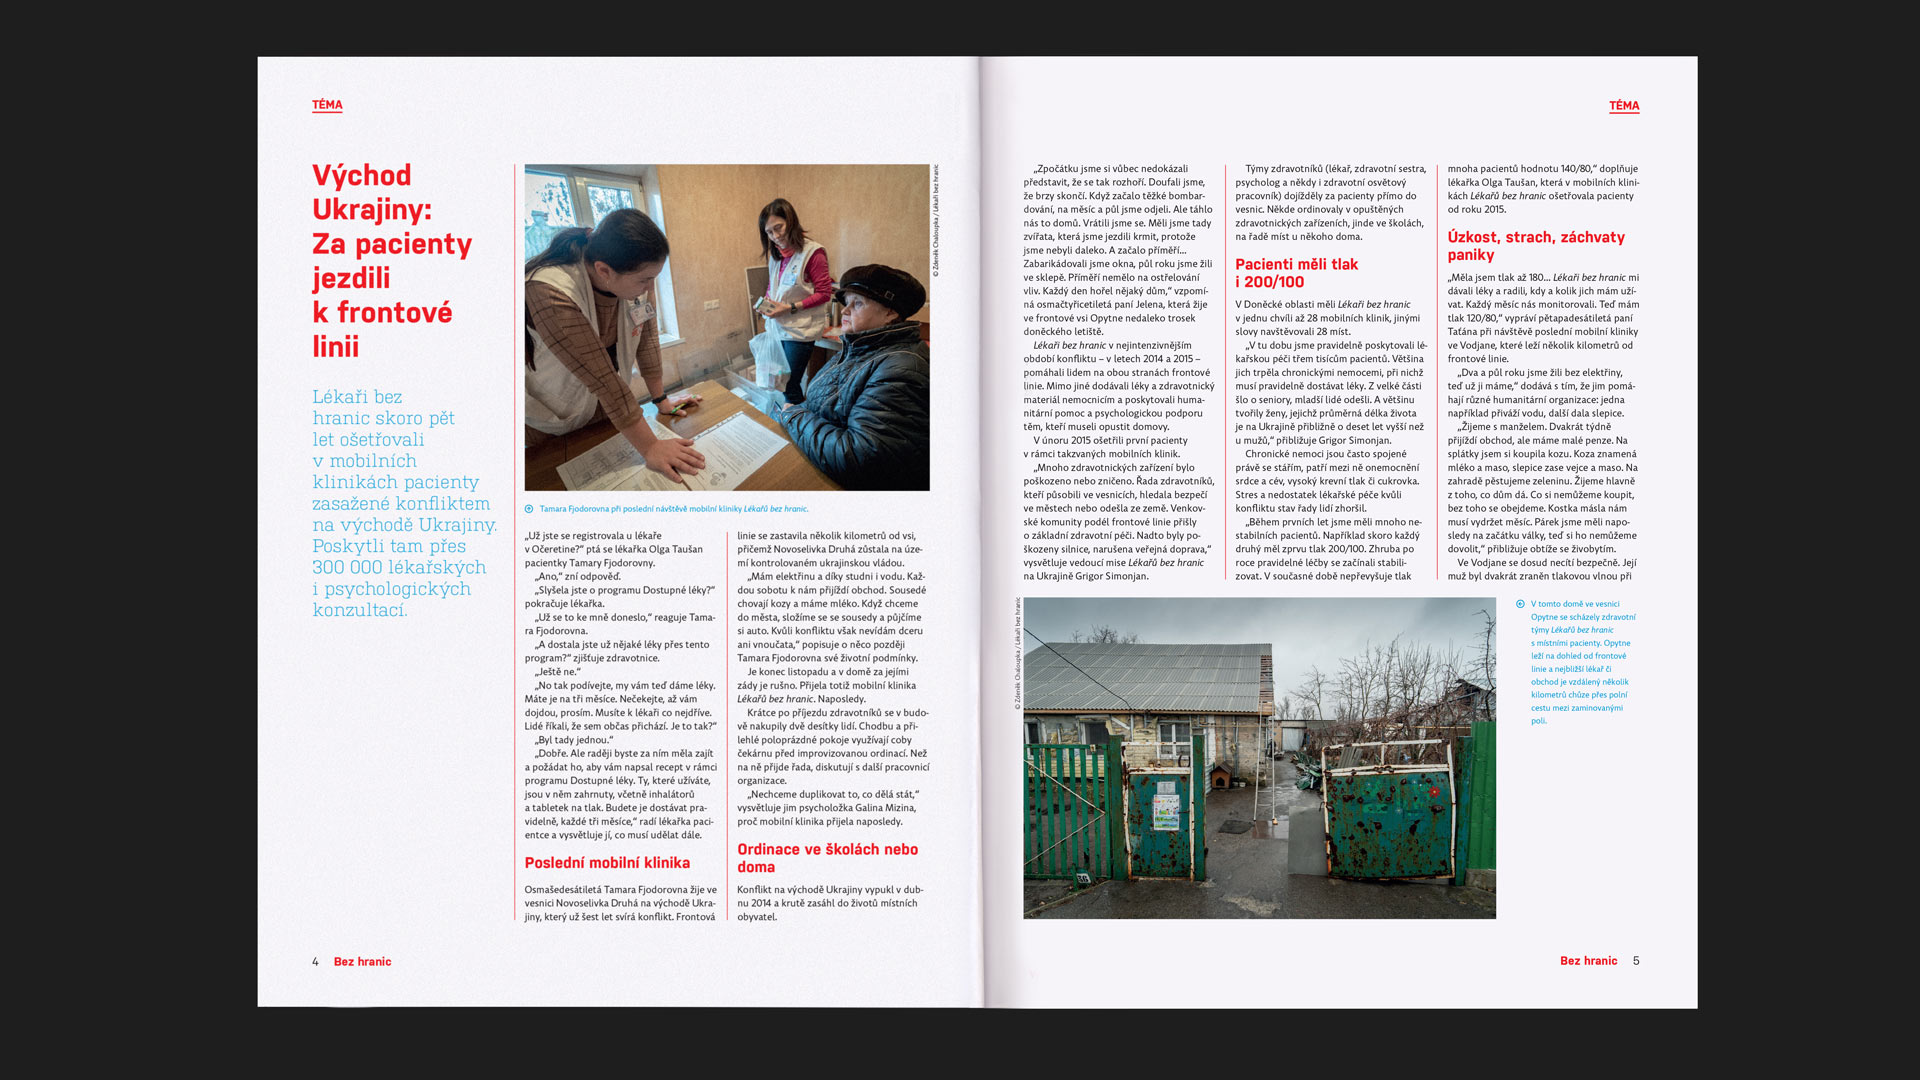 TÉMA
Východ
Ukrajiny:
Za pacienty
jezdili
k frontové
linii
Lékaři bez
hranic skoro pět
let ošetřovali
v mobilních
klinikách pacienty
zasažené konfliktem
na východě Ukrajiny.
Poskytli tam přes
300 000 lékařských
i psychologických
konzultací.
© Zdeněk Chaloupka / Lékaři bez hranic
Tamara Fjodorovna při poslední návštěvě mobilní kliniky Lékařů bez hranic.
„Už jste se registrovala u lékaře
v Očeretine?“ ptá se lékařka Olga Taušan
pacientky Tamary Fjodorovny.
„Ano,“ zní odpověď.
„Slyšela jste o programu Dostupné léky?“
pokračuje lékařka.
„Už se to ke mně doneslo,“ reaguje Tama-
ra Fjodorovna.
„A dostala jste už nějaké léky přes tento
program?“ zjišťuje zdravotnice.
„Ještě ne.“
„No tak podívejte, my vám teď dáme léky.
Máte je na tři měsíce. Nečekejte, až vám
dojdou, prosím. Musíte k lékaři co nejdříve.
Lidé říkali, že sem občas přichází. Je to tak?“
„Byl tady jednou.“
„Dobře. Ale raději byste za ním měla zajít
a požádat ho, aby vám napsal recept v rámci
programu Dostupné léky. Ty, které užíváte,
jsou v něm zahrnuty, včetně inhalátorů
a tabletek na tlak. Budete je dostávat pra-
videlně, každé tři měsíce,“ radí lékařka paci-
entce a vysvětluje jí, co musí udělat dále.
Poslední mobilní klinika
Osmašedesátiletá Tamara Fjodorovna žije ve
vesnici Novoselivka Druhá na východě Ukra-
jiny, který už šest let svírá konflikt. Frontová
linie se zastavila několik kilometrů od vsi,
přičemž Novoselivka Druhá zůstala na úze-
mí kontrolovaném ukrajinskou vládou.
„Mám elektřinu a díky studni i vodu. Kaž-
dou sobotu k nám přijíždí obchod. Sousedé
chovají kozy a máme mléko. Když chceme
do města, složíme se se sousedy a půjčíme
si auto. Kvůli konfliktu však nevídám dceru
ani vnoučata,“ popisuje o něco později
Tamara Fjodorovna své životní podmínky.
Je konec listopadu a v domě za jejími
zády je rušno. Přijela totiž mobilní klinika
Lékařů bez hranic. Naposledy.
Krátce po příjezdu zdravotníků se v budo-
vě nakupily dvě desítky lidí. Chodbu a při-
lehlé poloprázdné pokoje využívají coby
čekárnu před improvizovanou ordinací. Než
na ně přijde řada, diskutují s další pracovnicí
organizace.
„Nechceme duplikovat to, co dělá stát,“
vysvětluje jim psycholožka Galina Mizina,
proč mobilní klinika přijela naposledy.
Ordinace ve školách nebo
doma
Konflikt na východě Ukrajiny vypukl v dub-
nu 2014 a krutě zasáhl do životů místních
obyvatel.
4 Bez hranic
TÉMA
„Zpočátku jsme si vůbec nedokázali
představit, že se tak rozhoří. Doufali jsme,
že brzy skončí. Když začalo těžké bombar-
dování, na měsíc a půl jsme odjeli. Ale táhlo
nás to domů. Vrátili jsme se. Měli jsme tady
zvířata, která jsme jezdili krmit, protože
jsme nebyli daleko. A začalo příměří...
Zabarikádovali jsme okna, půl roku jsme žili
ve sklepě. Příměří nemělo na ostřelování
vliv. Každý den hořel nějaký dům,“ vzpomí-
ná osmačtyřicetiletá paní Jelena, která žije
ve frontové vsi Opytne nedaleko trosek
doněckého letiště.
Lékaři bez hranic v nejintenzivnějším
období konfliktu – v letech 2014 a 2015 –
pomáhali lidem na obou stranách frontové
linie. Mimo jiné dodávali léky a zdravotnický
materiál nemocnicím a poskytovali huma-
nitární pomoc a psychologickou podporu
těm, kteří museli opustit domovy.
V únoru 2015 ošetřili první pacienty
v rámci takzvaných mobilních klinik.
„Mnoho zdravotnických zařízení bylo
poškozeno nebo zničeno. Řada zdravotníků,
kteří působili ve vesnicích, hledala bezpečí
ve městech nebo odešla ze země. Venkov-
ské komunity podél frontové linie přišly
o základní zdravotní péči. Nadto byly po-
škozeny silnice, narušena veřejná doprava,“
vysvětluje vedoucí mise Lékařů bez hranic
na Ukrajině Grigor Simonjan.
Týmy zdravotníků (lékař, zdravotní sestra,
psycholog a někdy i zdravotní osvětový
pracovník) dojížděly za pacienty přímo do
vesnic. Někde ordinovaly v opuštěných
zdravotnických zařízeních, jinde ve školách,
na řadě míst u někoho doma.
Pacienti měli tlak
i 200/100
V Doněcké oblasti měli Lékaři bez hranic
v jednu chvíli až 28 mobilních klinik, jinými
slovy navštěvovali 28 míst.
„V tu dobu jsme pravidelně poskytovali lé-
kařskou péči třem tisícům pacientů. Většina
jich trpěla chronickými nemocemi, při nichž
musí pravidelně dostávat léky. Z velké části
šlo o seniory, mladší lidé odešli. A většinu
tvořily ženy, jejichž průměrná délka života
je na Ukrajině přibližně o deset let vyšší než
u mužů,“ přibližuje Grigor Simonjan.
Chronické nemoci jsou často spojené
právě se stářím, patří mezi ně onemocnění
srdce a cév, vysoký krevní tlak či cukrovka.
Stres a nedostatek lékařské péče kvůli
konfliktu stav řady lidí zhoršil.
„Během prvních let jsme měli mnoho ne-
stabilních pacientů. Například skoro každý
druhý měl zprvu tlak 200/100. Zhruba po
roce pravidelné léčby se začínali stabili-
zovat. V současné době nepřevyšuje tlak
mnoha pacientů hodnotu 140/80,“ doplňuje
lékařka Olga Taušan, která v mobilních klini-
kách Lékařů bez hranic ošetřovala pacienty
od roku 2015.
Úzkost, strach, záchvaty
paniky
„Měla jsem tlak až 180... Lékaři bez hranic mi
dávali léky a radili, kdy a kolik jich mám uží-
vat. Každý měsíc nás monitorovali. Teď mám
tlak 120/80,“ vypráví pětapadesátiletá paní
Taťána při návštěvě poslední mobilní kliniky
ve Vodjane, které leží několik kilometrů od
frontové linie.
„Dva a půl roku jsme žili bez elektřiny,
teď už ji máme,“ dodává s tím, že jim pomá-
hají různé humanitární organizace: jedna
například přiváží vodu, další dala slepice.
„Žijeme s manželem. Dvakrát týdně
přijíždí obchod, ale máme malé penze. Na
splátky jsem si koupila kozu. Koza znamená
mléko a maso, slepice zase vejce a maso. Na
zahradě pěstujeme zeleninu. Žijeme hlavně
z toho, co dům dá. Co si nemůžeme koupit,
bez toho se obejdeme. Kostka másla nám
musí vydržet měsíc. Párek jsme měli napo-
sledy na začátku války, teď si ho nemůžeme
dovolit,“ přibližuje obtíže se živobytím.
Ve Vodjane se dosud necítí bezpečně. Její
muž byl dvakrát zraněn tlakovou vlnou při
© Zdeněk Chaloupka / Lékaři bez hranic
36
V tomto domě ve vesnici
Opytne se scházely zdravotní
týmy Lékařů bez hranic
s místními pacienty. Opytne
leží na dohled od frontové
linie a nejbližší lékař či
obchod je vzdálený několik
kilometrů chůze přes polní
cestu mezi zaminovanými
poli.
Bez hranic 5